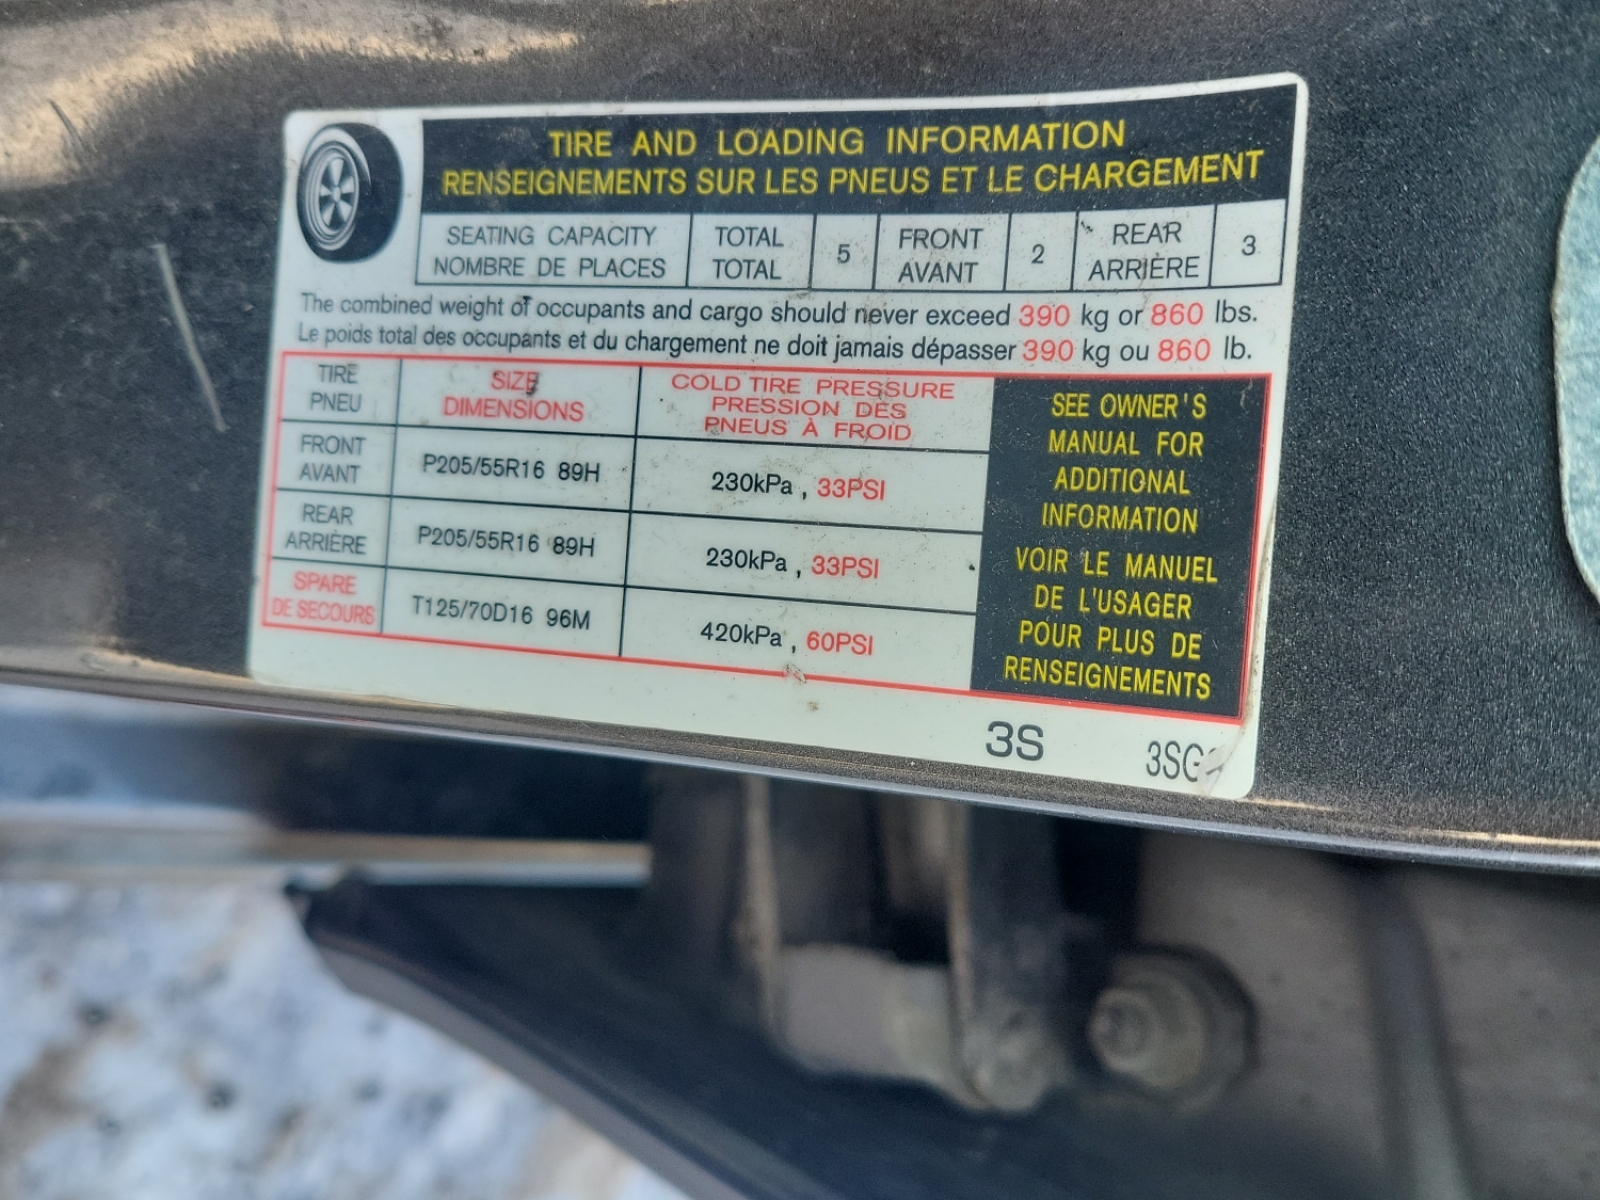 TIRE AND LOADING INFORMATION
RENSEIGNEMENTS SUR LES PNEUS ET LE CHARGEMENT
SEATING CAPACITY TOTAL 5 FRONT 2 REAR 3
NOMBRE DE PLACES TOTAL AVANT ARRIÈRE
The combined weight of occupants and cargo should never exceed 390 kg or 860 lbs.
Le poids total des occupants et du chargement ne doit jamais dépasser 390 kg ou 860 lb.
TIRE
PNEU
SIZE
DIMENSIONS
COLD TIRE PRESSURE
PRESSION DES
PNEUS À FROID
FRONT
AVANT
P205/55R16 89H
230kPa , 33PSI
REAR
ARRIÈRE
P205/55R16 89H
230kPa , 33PSI
SPARE
DE SECOURS
T125/70D16 96M
420kPa , 60PSI
SEE OWNER'S
MANUAL FOR
ADDITIONAL
INFORMATION
VOIR LE MANUEL
DE L'USAGER
POUR PLUS DE
RENSEIGNEMENTS
3S